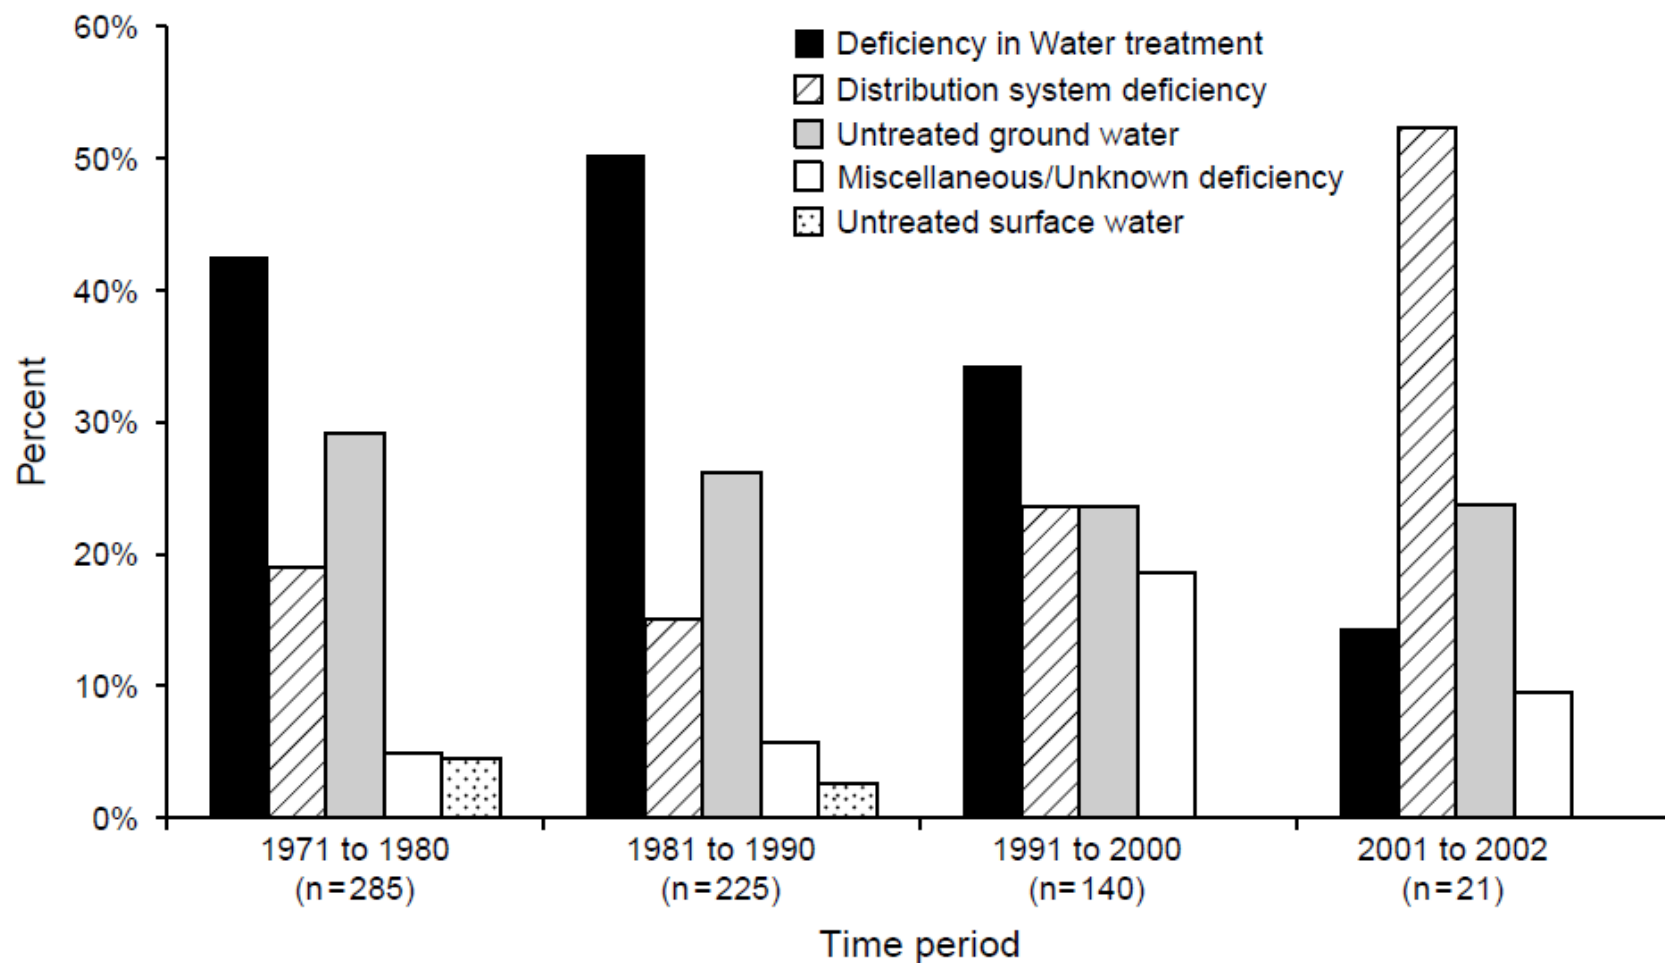 60%
50%
40%
30%
20%
10%
0%
Percent
Deficiency in Water treatment
Distribution system deficiency
Untreated ground water
Miscellaneous/Unknown deficiency
Untreated surface water
1971 to 1980
(n=285)
1981 to 1990
(n=225)
1991 to 2000
(n=140)
2001 to 2002
(n=21)
Time period